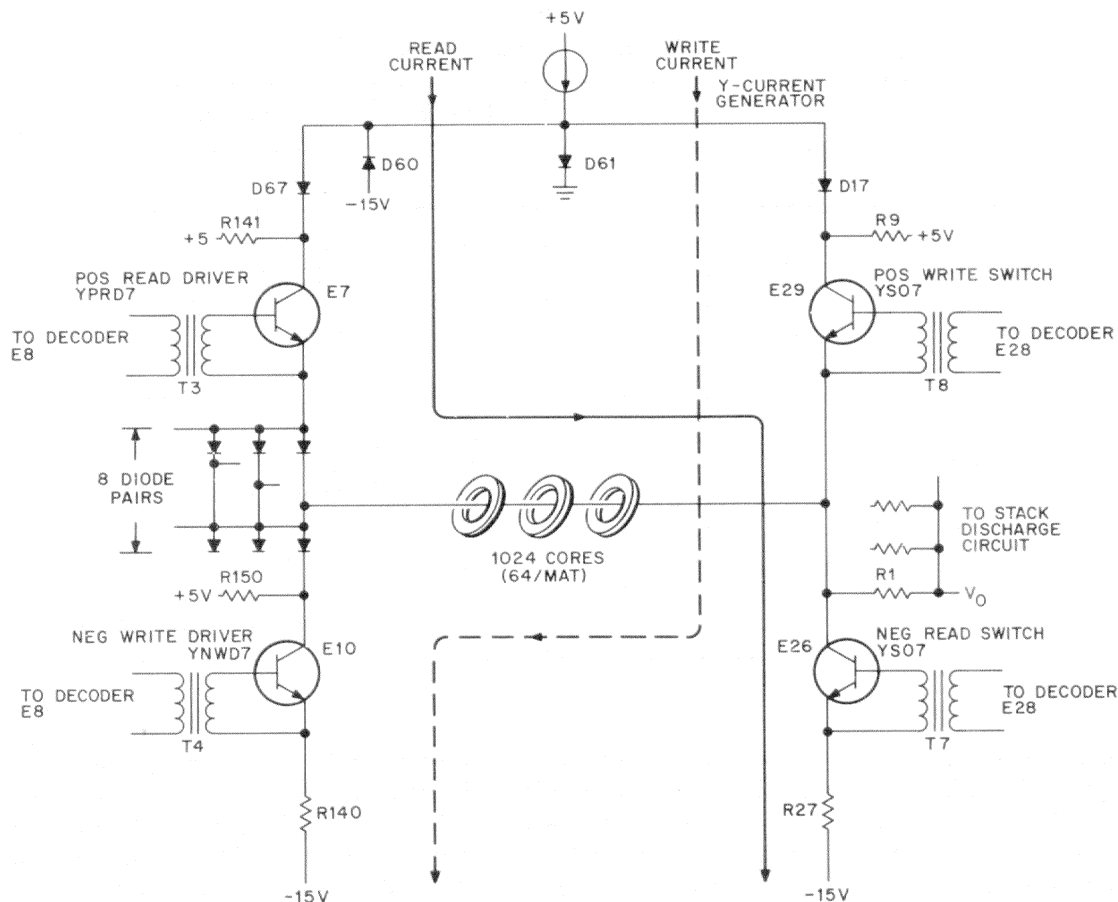 +5V
READ
CURRENT
WRITE
CURRENT
Y-CURRENT
GENERATOR
D60
-15V
D61
D67
D17
R141
+5
R9
+5V
POS READ DRIVER
YPRD7
E7
TO DECODER
E8
T3
E29
POS WRITE SWITCH
YS07
TO DECODER
E28
T8
8 DIODE
PAIRS
1024 CORES
(64/MAT)
TO STACK
DISCHARGE
CIRCUIT
R1
VO
R150
+5V
NEG WRITE DRIVER
YNWD7
E10
TO DECODER
E8
T4
E26
NEG READ SWITCH
YS07
TO DECODER
E28
T7
R140
R27
-15V
-15V